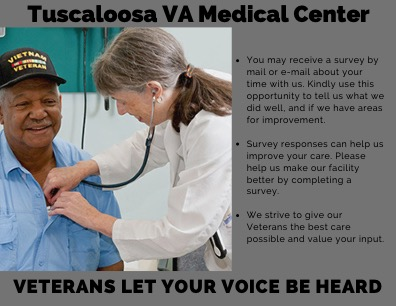 Tuscaloosa VA Medical Center
VIETNAM
VETERAN
• You may receive a survey by
mail or e-mail about your
time with us. Kindly use this
opportunity to tell us what we
did well, and if we have areas
for improvement.
• Survey responses can help us
improve your care. Please
help us make our facility
better by completing a
survey.
• We strive to give our
Veterans the best care
possible and value your input.
VETERANS LET YOUR VOICE BE HEARD